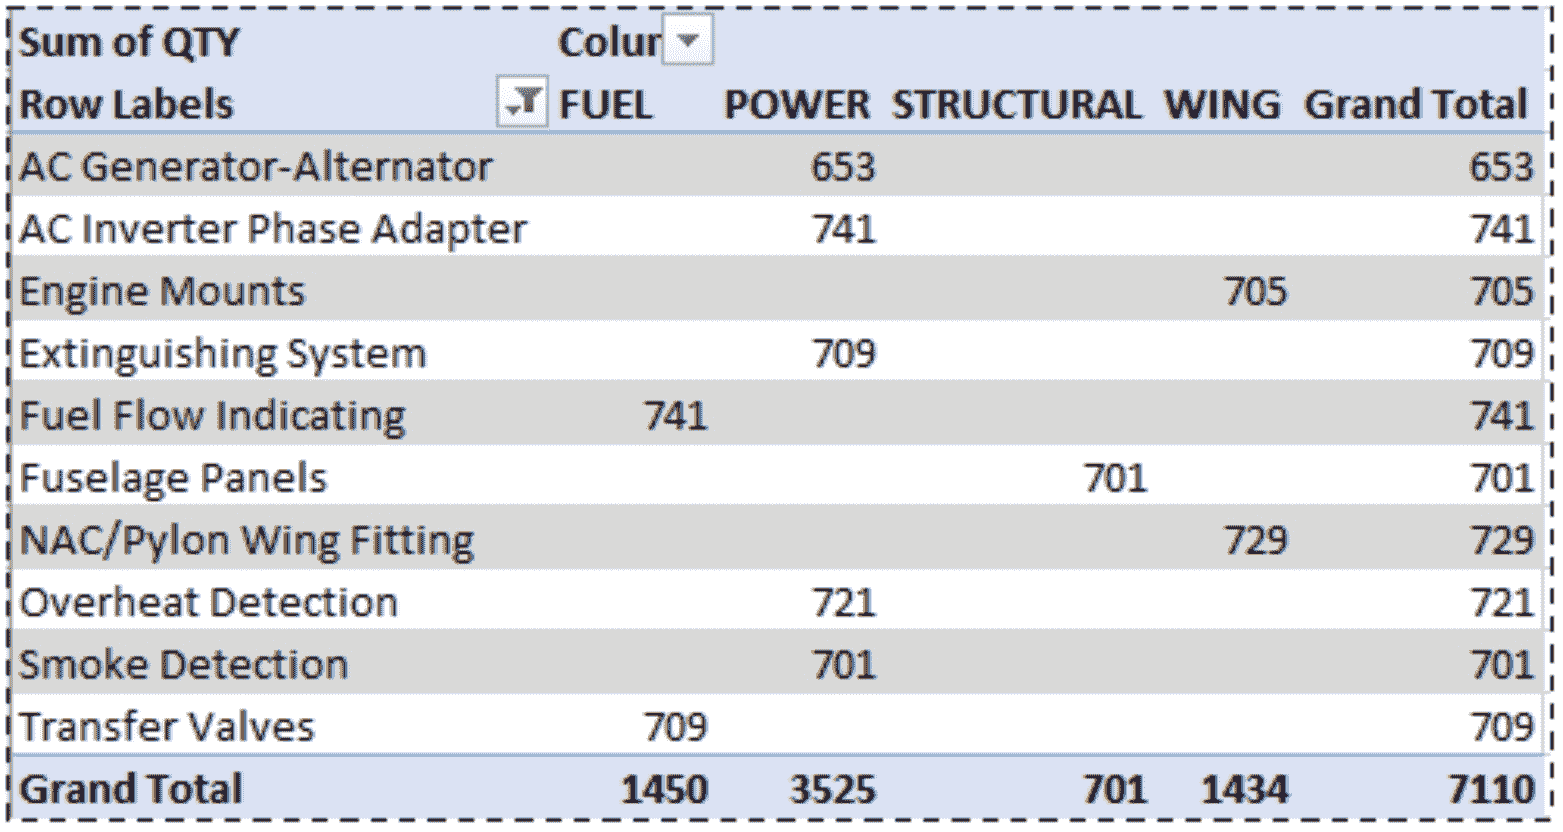 Sum of QTY Colur
Row Labels FUEL POWER STRUCTURAL WING Grand Total
AC Generator-Alternator 653 653
AC Inverter Phase Adapter 741 741
Engine Mounts 705 705
Extinguishing System 709 709
Fuel Flow Indicating 741 741
Fuselage Panels 701 701
NAC/Pylon Wing Fitting 729 729
Overheat Detection 721 721
Smoke Detection 701 701
Transfer Valves 709 709
Grand Total 1450 3525 701 1434 7110